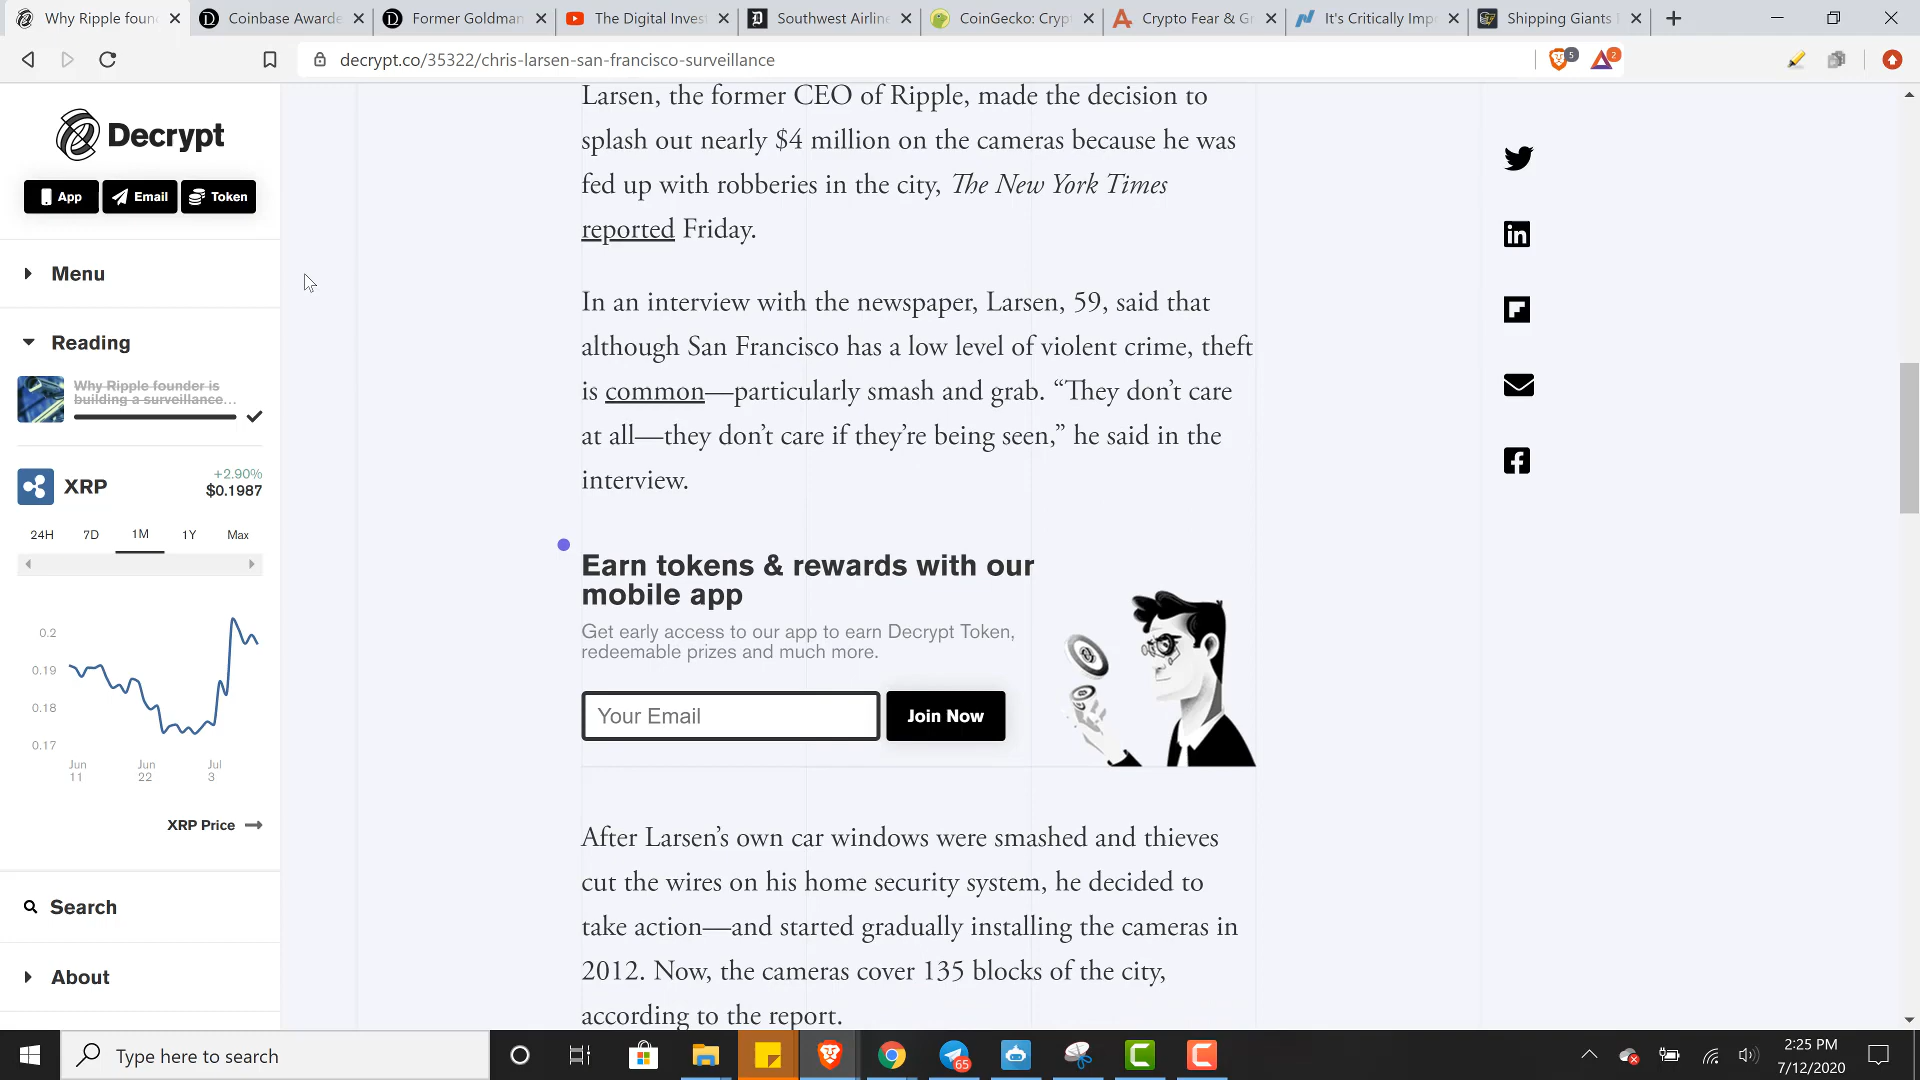 Why Ripple foun
Coinbase Awarde
Former Goldman
The Digital Inves
Southwest Airlin
CoinGecko: Cryp
Crypto Fear & Gr
It's Critically Imp
Shipping Giants
decrypt.co/35322/chris-larsen-san-francisco-surveillance
5
2
Decrypt
App
Email
Token
Menu
Reading
Why Ripple founder is
building a surveillance...
XRP
+2.90%
$0.1987
24H 7D 1M 1Y Max
0.2
0.19
0.18
0.17
Jun
11
Jun
22
Jul
3
XRP Price
Search
About
Larsen, the former CEO of Ripple, made the decision to
splash out nearly $4 million on the cameras because he was
fed up with robberies in the city, The New York Times
reported Friday.
In an interview with the newspaper, Larsen, 59, said that
although San Francisco has a low level of violent crime, theft
is common—particularly smash and grab. “They don’t care
at all—they don’t care if they’re being seen,” he said in the
interview.
Earn tokens & rewards with our
mobile app
Get early access to our app to earn Decrypt Token,
redeemable prizes and much more.
Your Email
Join Now
After Larsen’s own car windows were smashed and thieves
cut the wires on his home security system, he decided to
take action—and started gradually installing the cameras in
2012. Now, the cameras cover 135 blocks of the city,
according to the report.
Type here to search
65
2:25 PM
7/12/2020